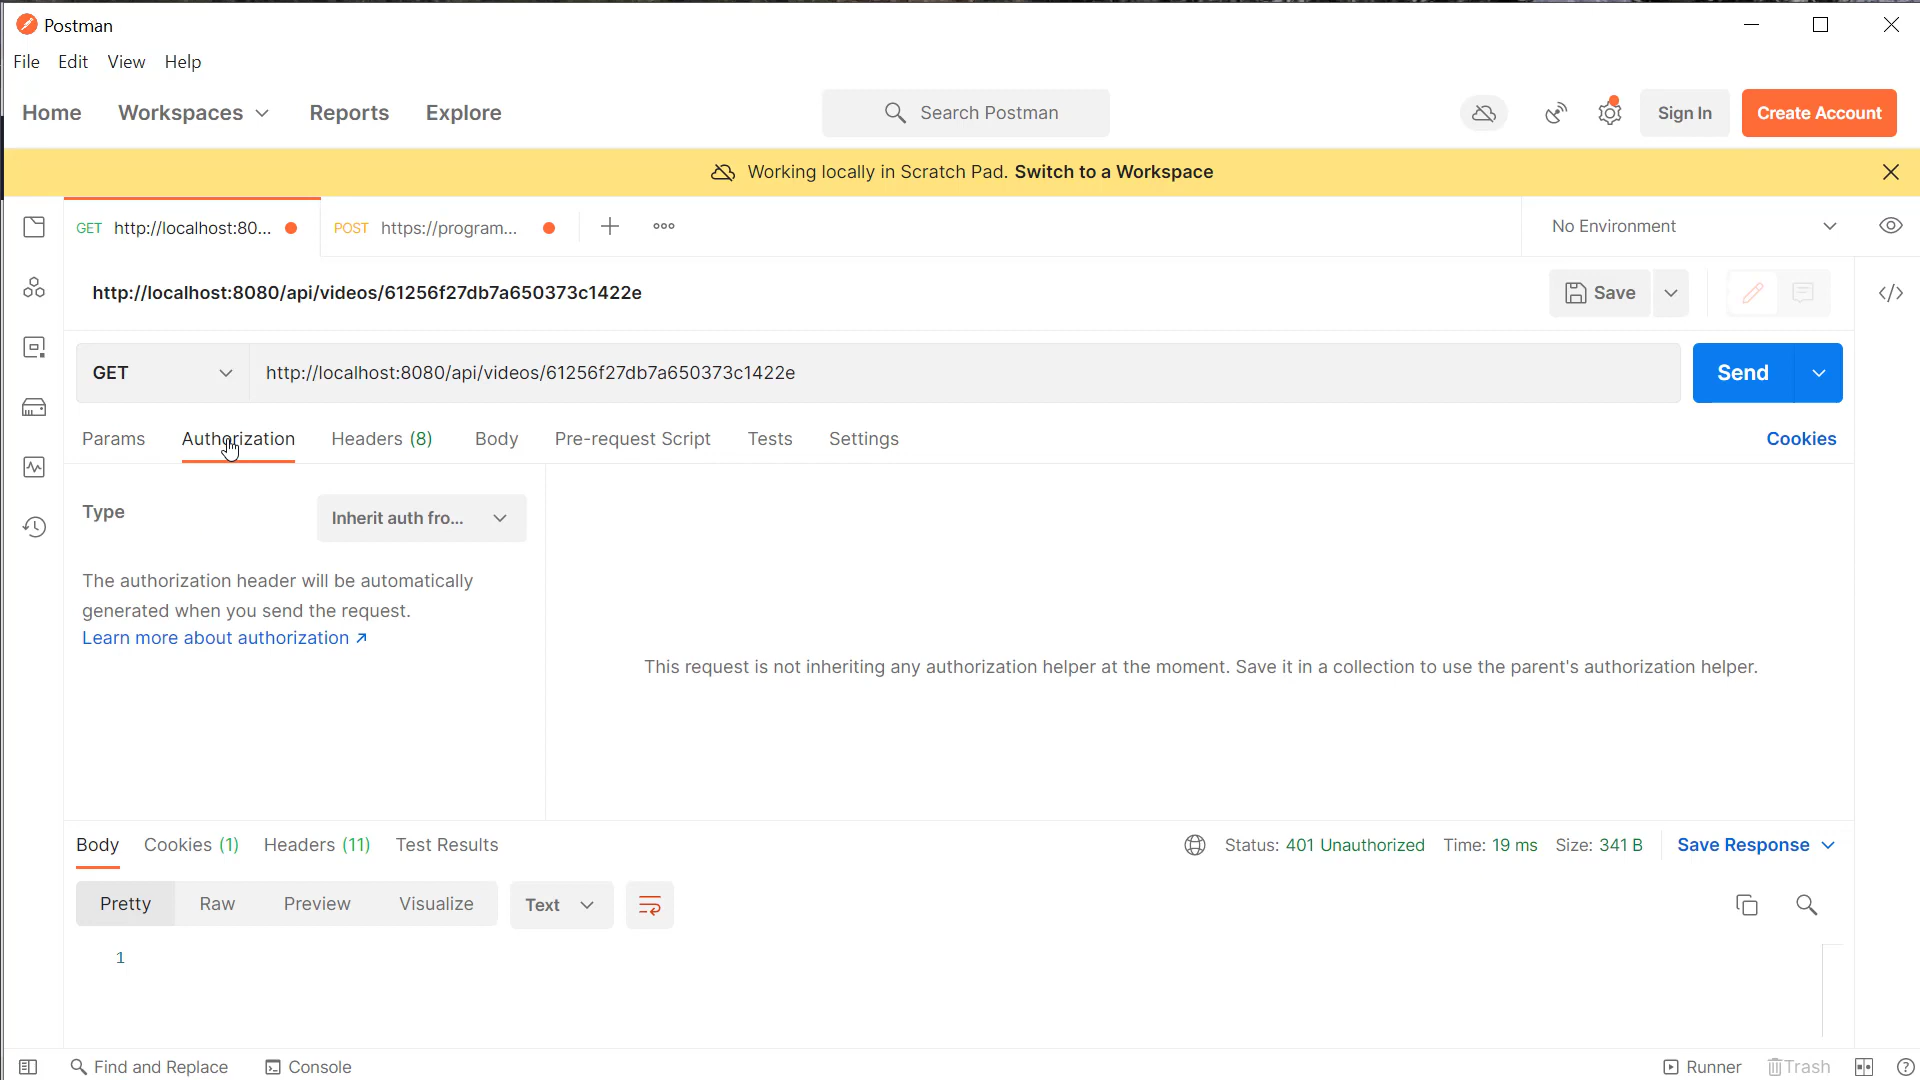 Postman
File Edit View Help
Home Workspaces Reports Explore Search Postman Sign In Create Account
Working locally in Scratch Pad. Switch to a Workspace
GET http://localhost:80... POST https://program... No Environment
http://localhost:8080/api/videos/61256f27db7a650373c1422e Save
GET http://localhost:8080/api/videos/61256f27db7a650373c1422e Send
Params Authorization Headers (8) Body Pre-request Script Tests Settings Cookies
Type Inherit auth fro...
The authorization header will be automatically
generated when you send the request.
Learn more about authorization ↗
This request is not inheriting any authorization helper at the moment. Save it in a collection to use the parent's authorization helper.
Body Cookies (1) Headers (11) Test Results Status: 401 Unauthorized Time: 19 ms Size: 341 B Save Response
Pretty Raw Preview Visualize Text
1
Find and Replace Console Runner Trash